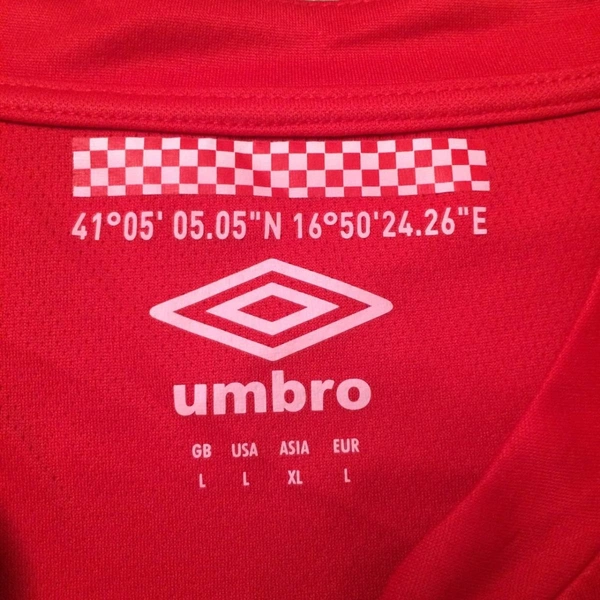 41°05' 05.05"N 16°50'24.26"E
umbro
GB USA ASIA EUR
L L XL L